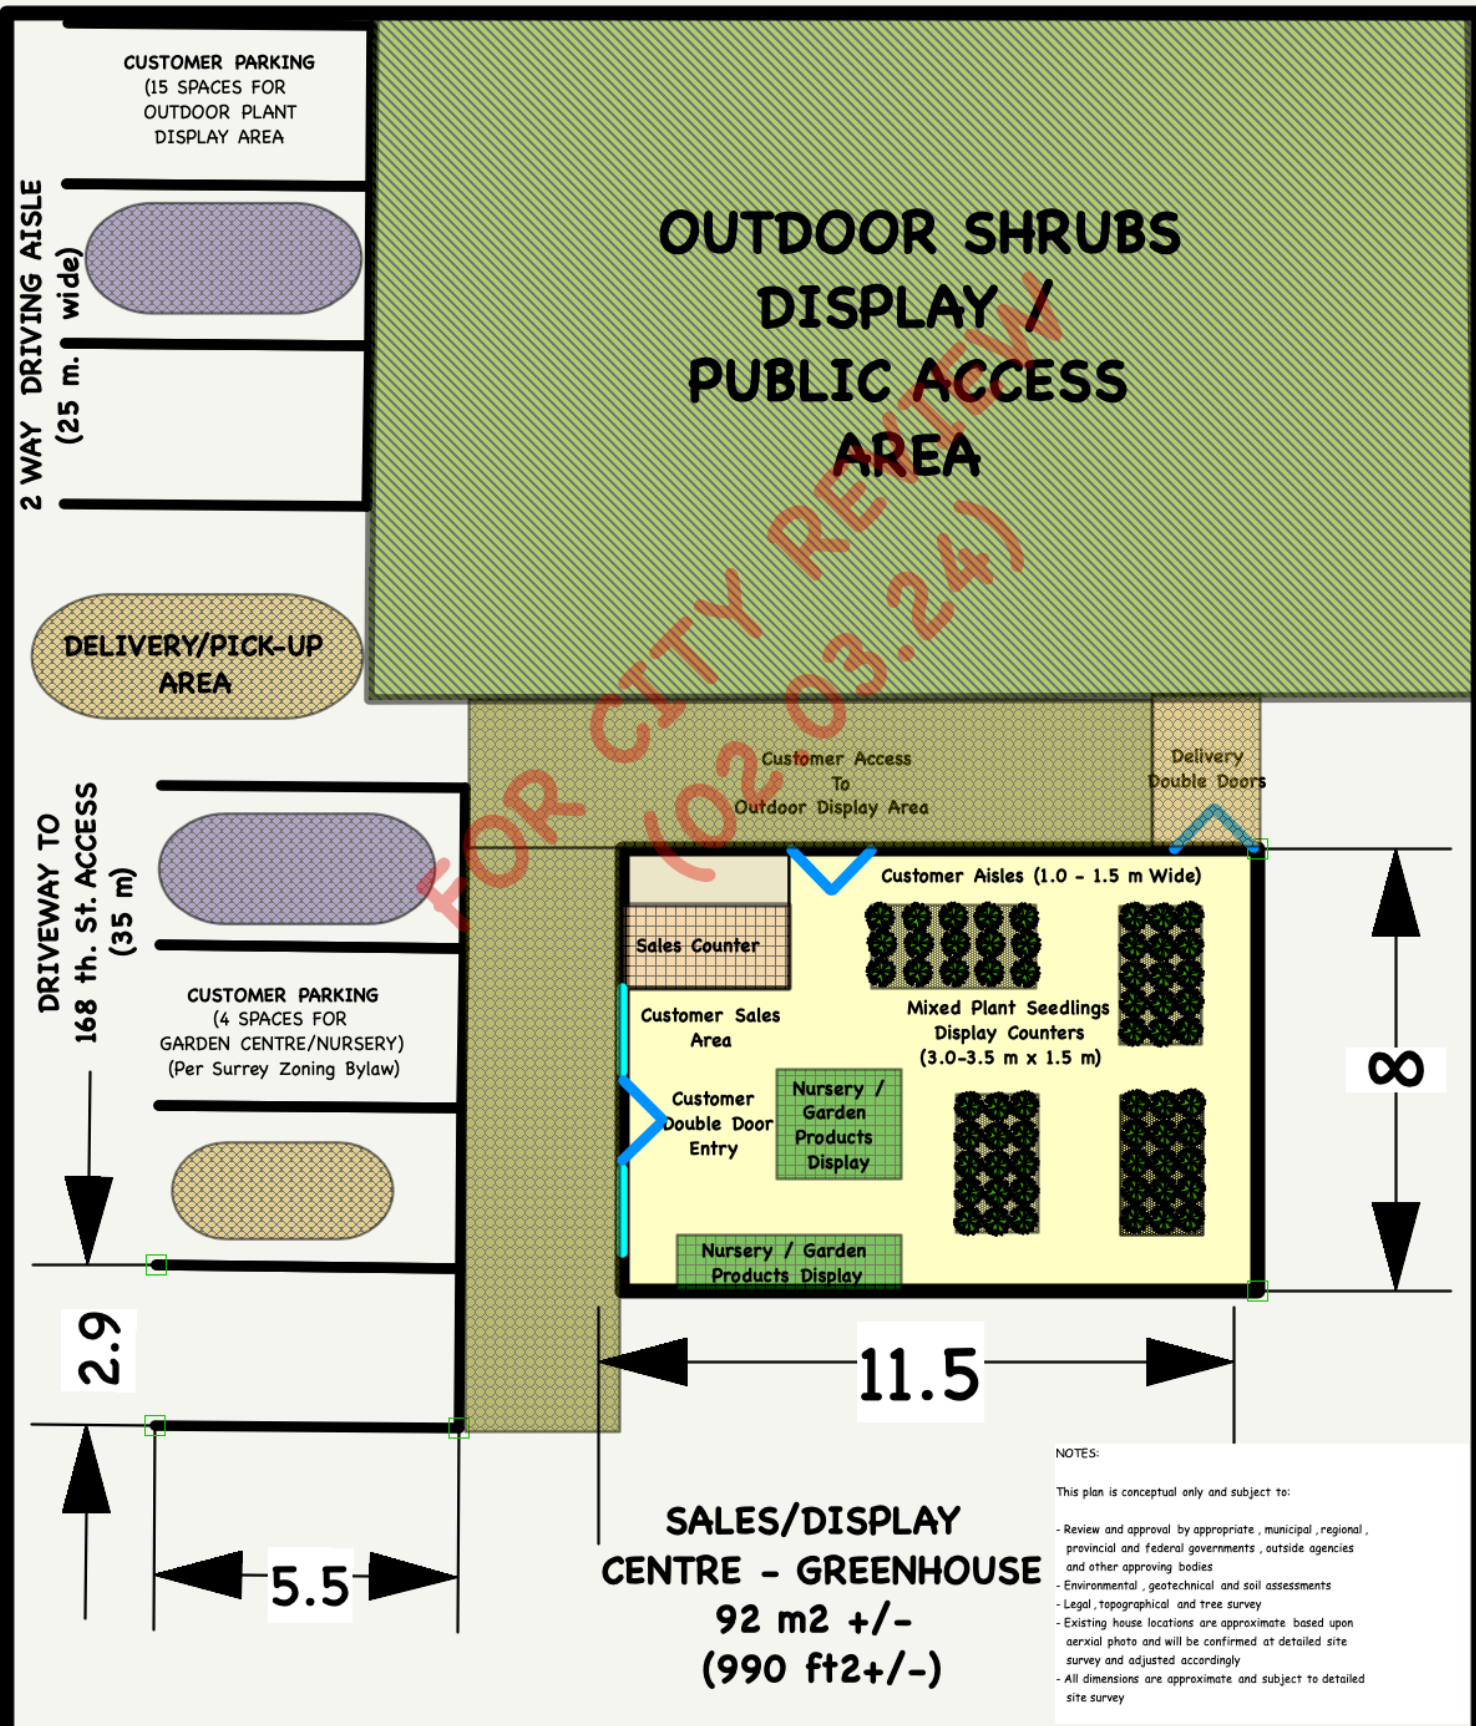 CUSTOMER PARKING
(15 SPACES FOR
OUTDOOR PLANT
DISPLAY AREA
2 WAY DRIVING AISLE
(25 m. wide)
OUTDOOR SHRUBS
DISPLAY /
PUBLIC ACCESS
AREA
FOR CITY REVIEW
(02.03.24)
DELIVERY/PICK-UP
AREA
Customer Access
To
Outdoor Display Area
Delivery
Double Doors
DRIVEWAY TO
168 th. St. ACCESS
(35 m)
CUSTOMER PARKING
(4 SPACES FOR
GARDEN CENTRE/NURSERY)
(Per Surrey Zoning Bylaw)
Customer Aisles (1.0 - 1.5 m Wide)
Sales Counter
Customer Sales
Area
Mixed Plant Seedlings
Display Counters
(3.0-3.5 m x 1.5 m)
Customer
Double Door
Entry
Nursery /
Garden
Products
Display
Nursery / Garden
Products Display
8
2.9
11.5
5.5
SALES/DISPLAY
CENTRE - GREENHOUSE
92 m2 +/-
(990 ft2+/-)
NOTES:
This plan is conceptual only and subject to:
- Review and approval by appropriate , municipal , regional ,
provincial and federal governments , outside agencies
and other approving bodies
- Environmental , geotechnical and soil assessments
- Legal , topographical and tree survey
- Existing house locations are approximate based upon
aerxial photo and will be confirmed at detailed site
survey and adjusted accordingly
- All dimensions are approximate and subject to detailed
site survey